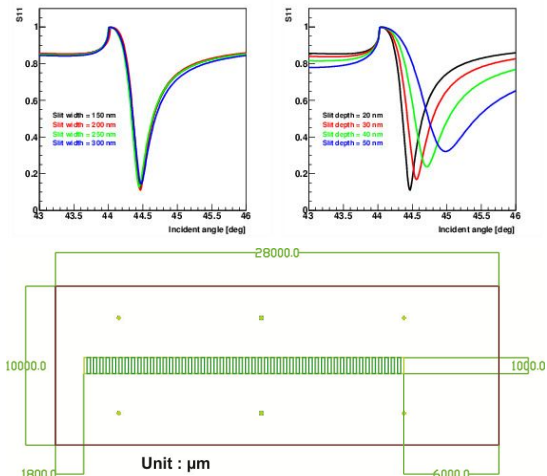 S11
1
0.8
0.6
0.4
0.2
0
Slit width = 150 nm
Slit width = 200 nm
Slit width = 250 nm
Slit width = 300 nm
43 43.5 44 44.5 45 45.5 46
Incident angle [deg]
S11
1
0.8
0.6
0.4
0.2
0
Slit depth = 20 nm
Slit depth = 30 nm
Slit depth = 40 nm
Slit depth = 50 nm
43 43.5 44 44.5 45 45.5 46
Incident angle [deg]
28000.0
10000.0
1000.0
1800.0
6000.0
Unit : µm